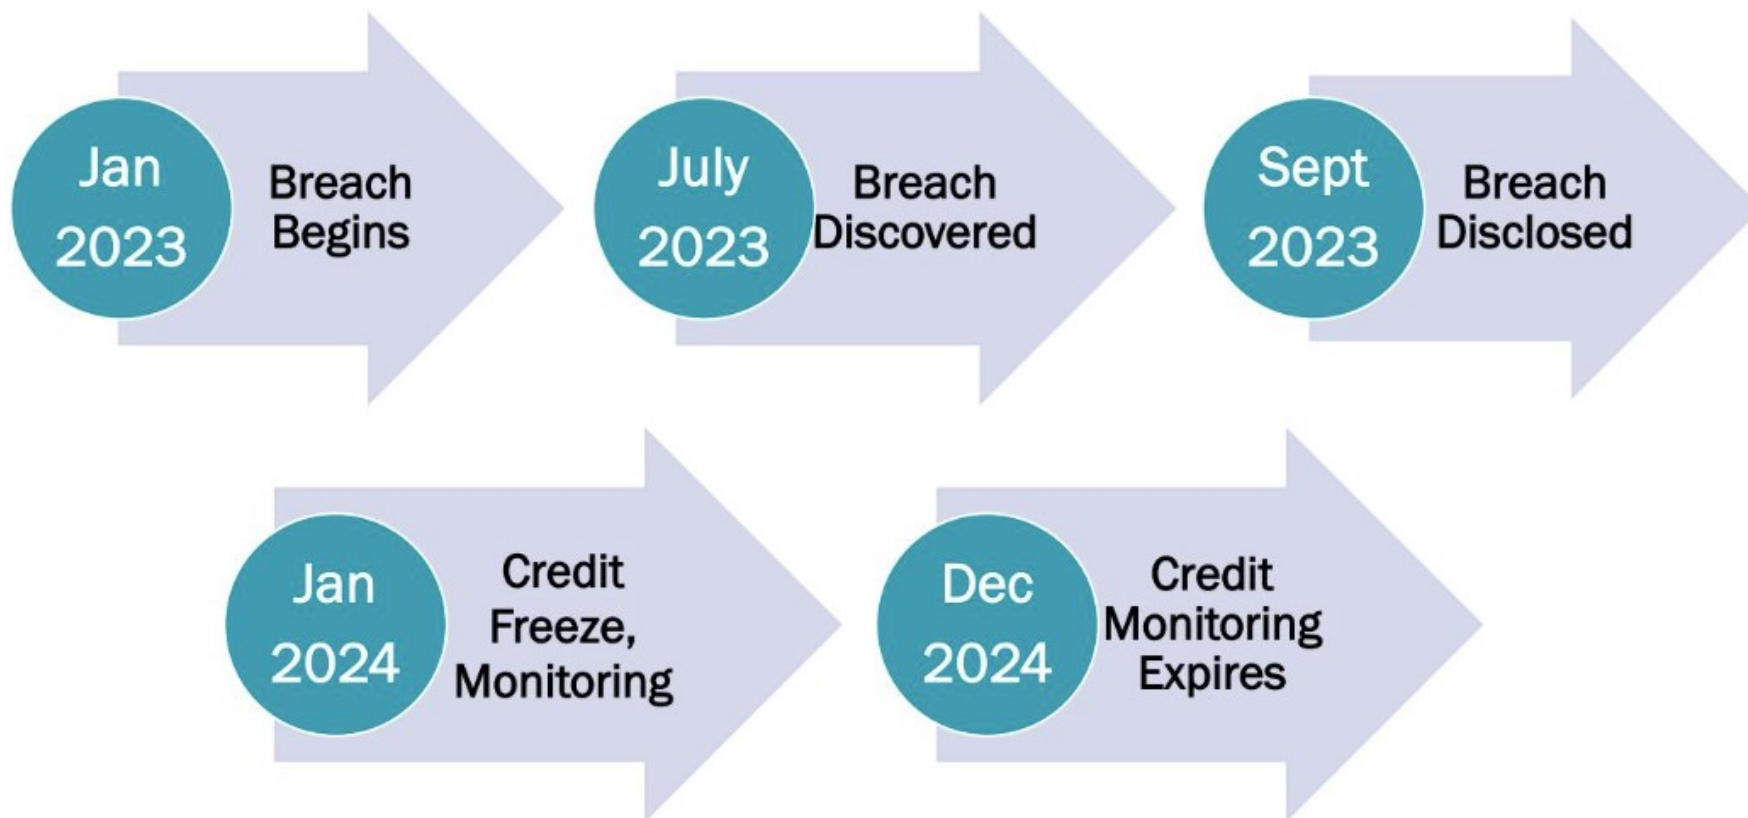 Jan
2023
Breach
Begins
July
2023
Breach
Discovered
Sept
2023
Breach
Disclosed
Jan
2024
Credit
Freeze,
Monitoring
Dec
2024
Credit
Monitoring
Expires